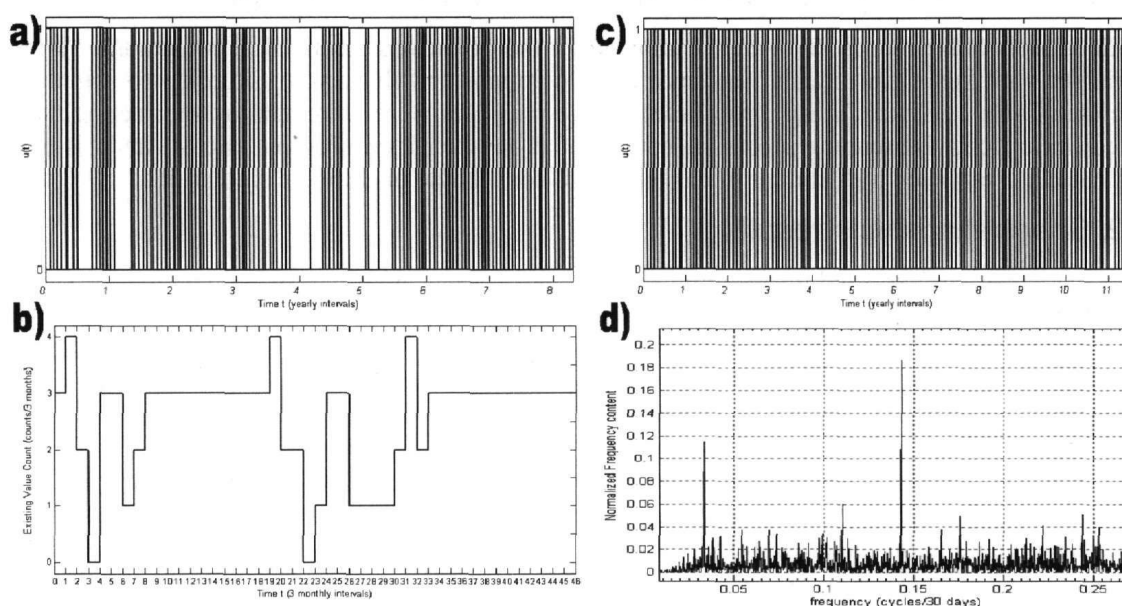 a)
1
0
u(t)
0 1 2 3 4 5 6 7 8
Time t (yearly intervals)
c)
1
0
u(t)
0 1 2 3 4 5 6 7 8 9 10 11
Time t (yearly intervals)
b)
4
3
2
1
0
Existing Value Count (counts/3 months)
0 1 2 3 4 5 6 7 8 9 10 11 12 13 14 15 16 17 18 19 20 21 22 23 24 25 26 27 28 29 30 31 32 33 34 35 36 37 38 39 40 41 42 43 44 45 46
Time t (3 monthly intervals)
d)
0.2
0.18
0.16
0.14
0.12
0.1
0.08
0.06
0.04
0.02
0
Normalized Frequency content
0.05 0.1 0.15 0.2 0.25
frequency (cycles/30 days)